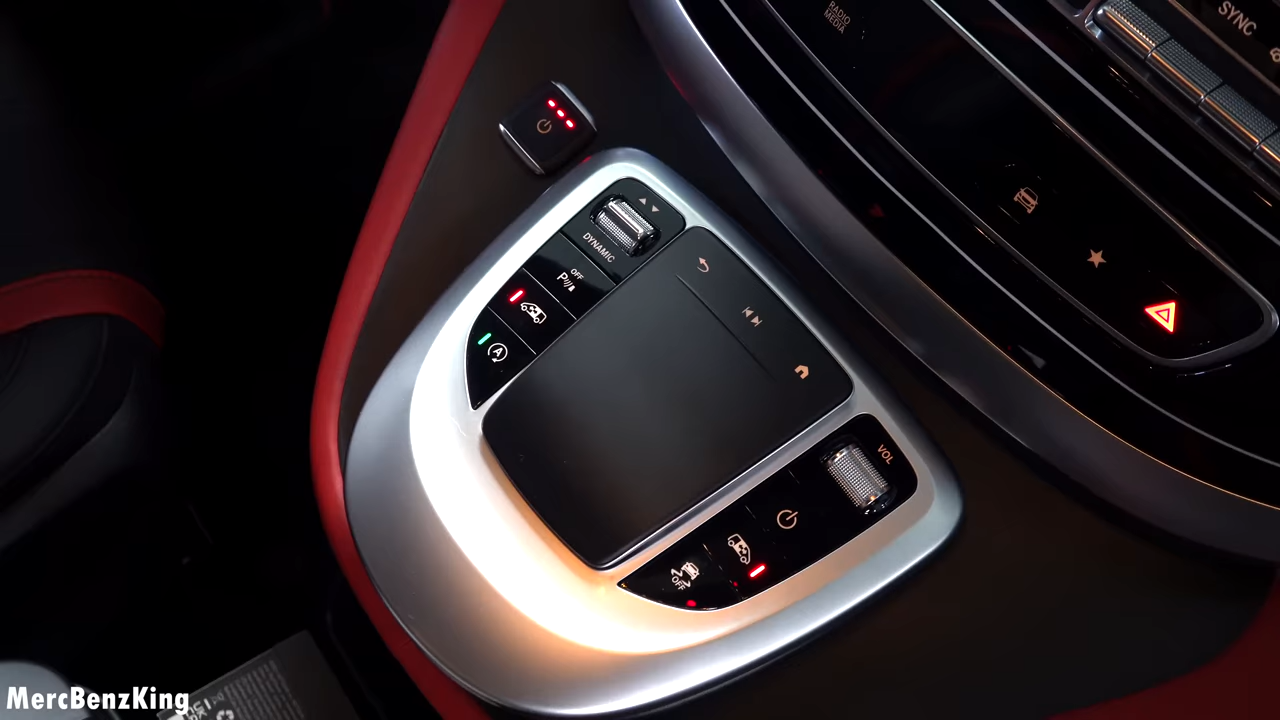 RADIO
MEDIA
SYNC
DYNAMIC
OFF
P
A
VOL
OFF
MercBenzKing